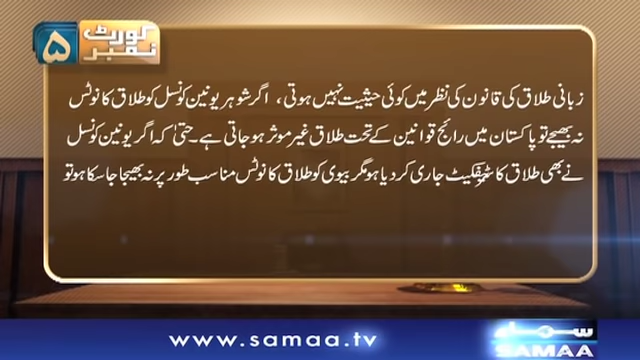 کورٹ
نمبر
۵
زبانی طلاق کی قانون کی نظر میں کوئی حیثیت نہیں ہوتی ، اگر شوہر یونین کونسل کو طلاق کا نوٹس
نہ بھیجے تو پاکستان میں رائج قوانین کے تحت طلاق غیر موثر ہو جاتی ہے۔ حتیٰ کہ اگر یونین کونسل
نے بھی طلاق کا سرٹیفکیٹ جاری کر دیا ہو مگر بیوی کو طلاق کا نوٹس مناسب طور پر نہ بھیجا جا سکا ہو تو
www.samaa.tv
سماء
SAMAA